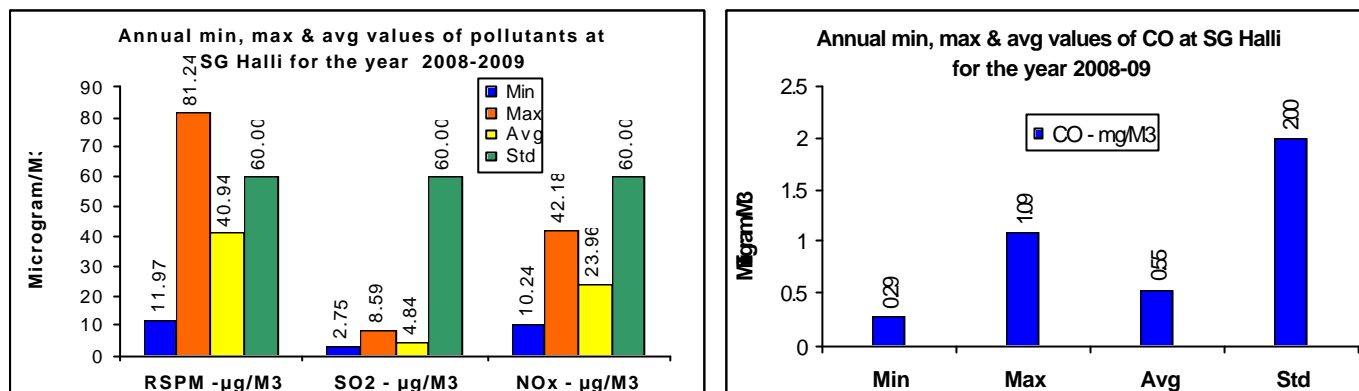 Annual min, max & avg values of pollutants at
SG Halli for the year 2008-2009
Microgram/M3
90
80
70
60
50
40
30
20
10
0
11.97
81.24
40.94
60.00
2.75
8.59
4.84
60.00
10.24
42.18
23.96
60.00
Min
Max
Avg
Std
RSPM -µg/M3
SO2 - µg/M3
NOx - µg/M3
Annual min, max & avg values of CO at SG Halli
for the year 2008-09
Milligram/M3
2.5
2
1.5
1
0.5
0
CO - mg/M3
0.29
1.09
0.55
2.00
Min
Max
Avg
Std